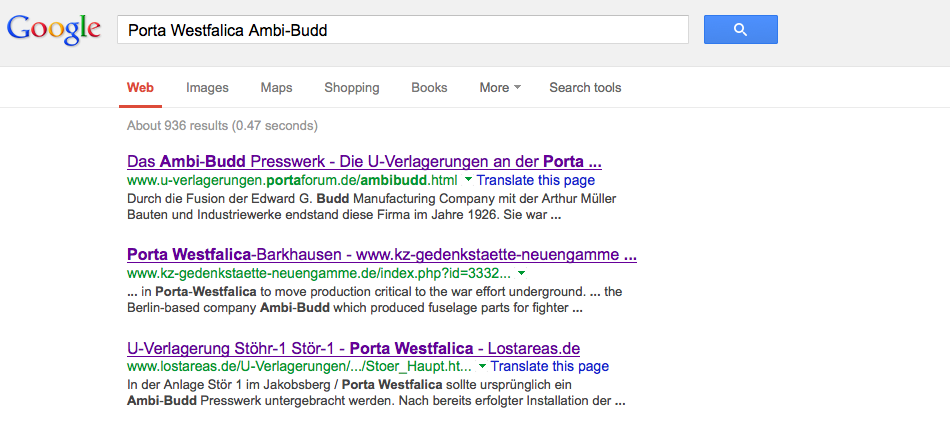 Google
Porta Westfalica Ambi-Budd
Web Images Maps Shopping Books More Search tools
About 936 results (0.47 seconds)
Das Ambi-Budd Presswerk - Die U-Verlagerungen an der Porta ...
www.u-verlagerungen.portaforum.de/ambibudd.html Translate this page
Durch die Fusion der Edward G. Budd Manufacturing Company mit der Arthur Müller
Bauten und Industriewerke endstand diese Firma im Jahre 1926. Sie war ...
Porta Westfalica-Barkhausen - www.kz-gedenkstaette-neuengamme ...
www.kz-gedenkstaette-neuengamme.de/index.php?id=3332...
... in Porta-Westfalica to move production critical to the war effort underground. ... the
Berlin-based company Ambi-Budd which produced fuselage parts for fighter ...
U-Verlagerung Stöhr-1 Stör-1 - Porta Westfalica - Lostareas.de
www.lostareas.de/U-Verlagerungen/.../Stoer_Haupt.ht... Translate this page
In der Anlage Stör 1 im Jakobsberg / Porta Westfalica sollte ursprünglich ein
Ambi-Budd Presswerk untergebracht werden. Nach bereits erfolgter Installation der ...